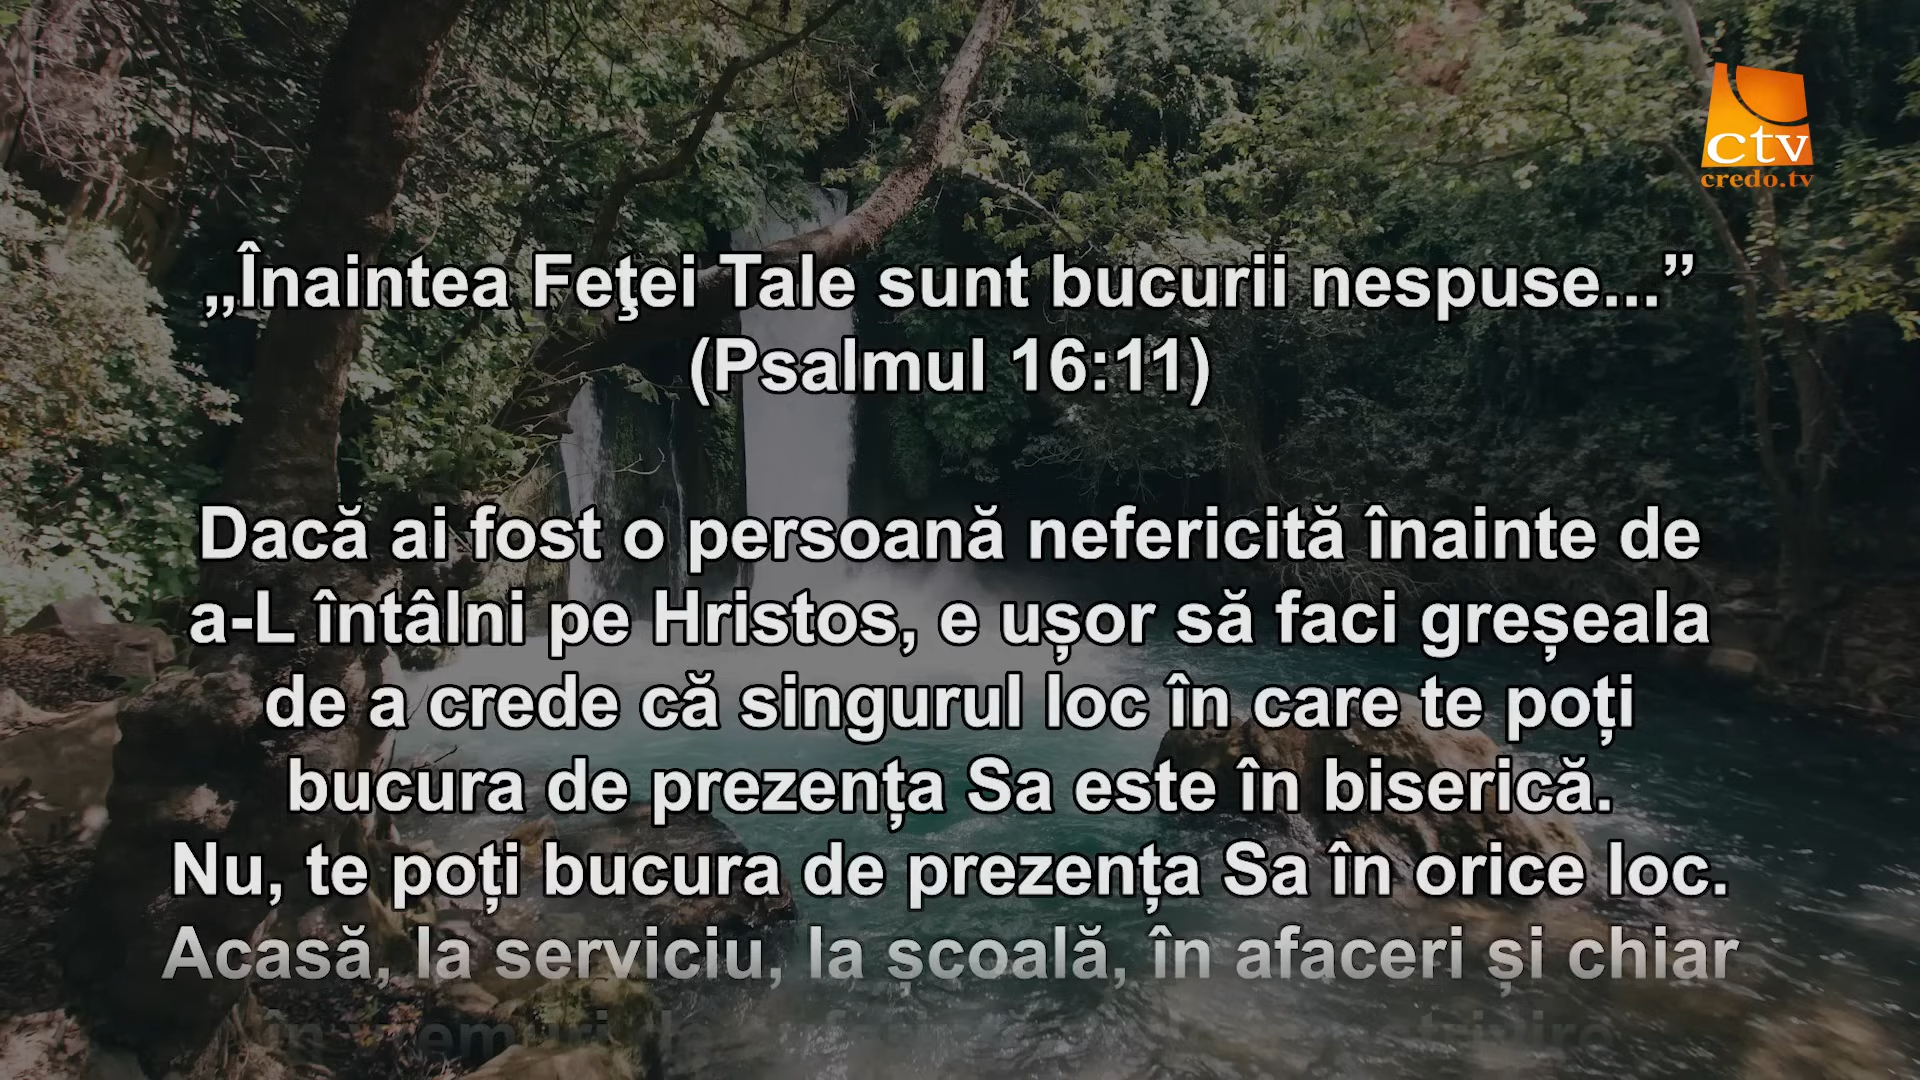 ctv
credo.tv
„Înaintea Feţei Tale sunt bucurii nespuse...”
(Psalmul 16:11)
Dacă ai fost o persoană nefericită înainte de
a-L întâlni pe Hristos, e ușor să faci greșeala
de a crede că singurul loc în care te poți
bucura de prezența Sa este în biserică.
Nu, te poți bucura de prezența Sa în orice loc.
Acasă, la serviciu, la școală, în afaceri și chiar
în vremuri de